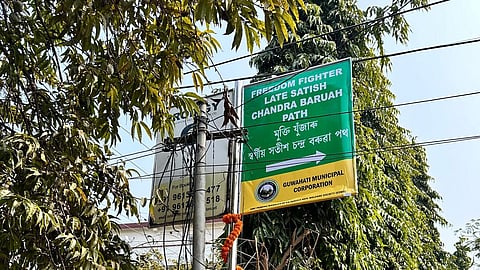 FREEDOM FIGHTER
LATE SATISH
CHANDRA BARUAH
PATH
মুক্তি যুঁজাৰু
স্বৰ্গীয় সতীশ চন্দ্ৰ বৰুৱা পথ
GUWAHATI MUNICIPAL
CORPORATION